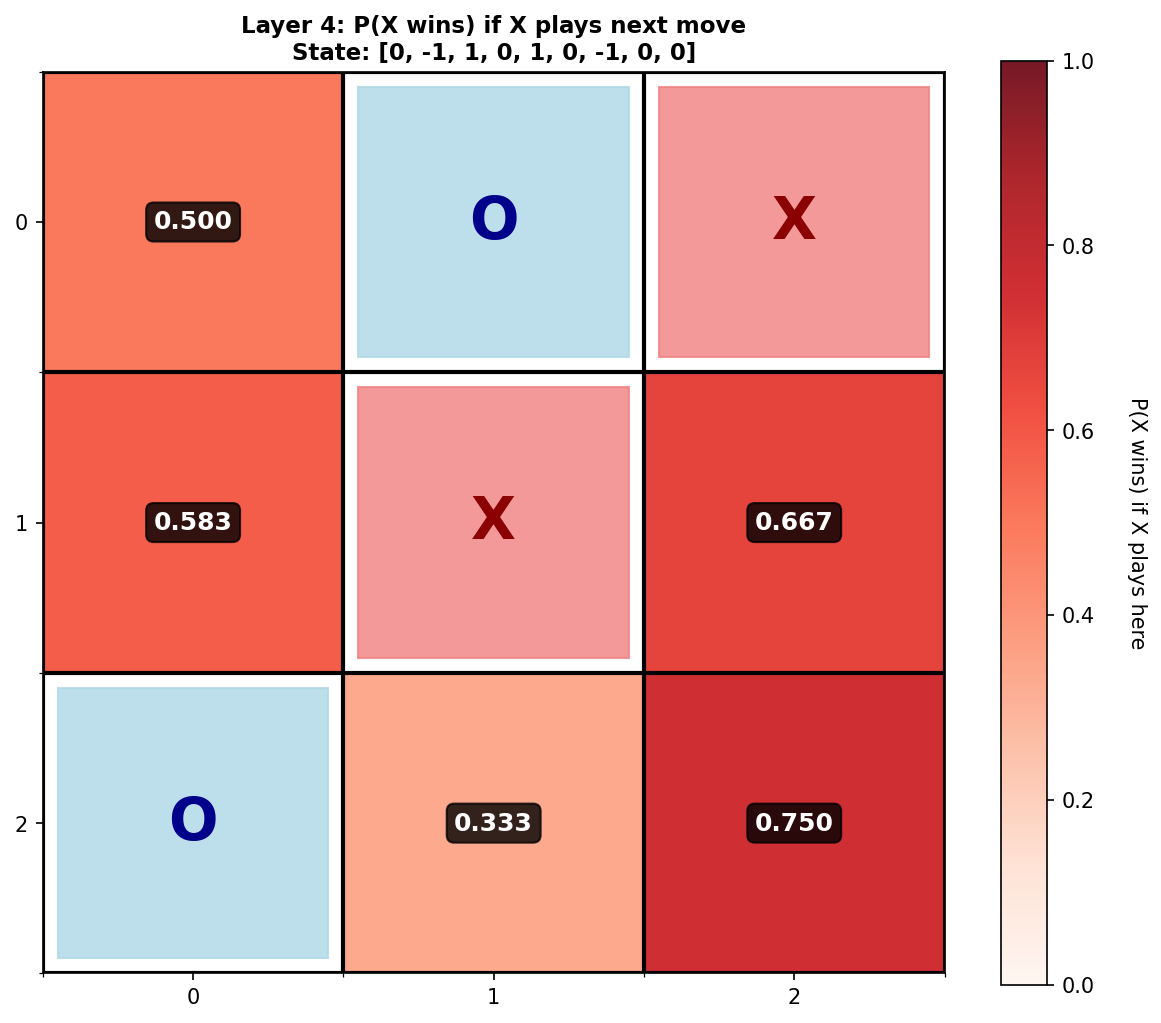 Layer 4: P(X wins) if X plays next move
State: [0, -1, 1, 0, 1, 0, -1, 0, 0]
0
0.500
O
X
1
0.583
X
0.667
2
O
0.333
0.750
0
1
2
1.0
0.8
0.6
0.4
0.2
0.0
P(X wins) if X plays here